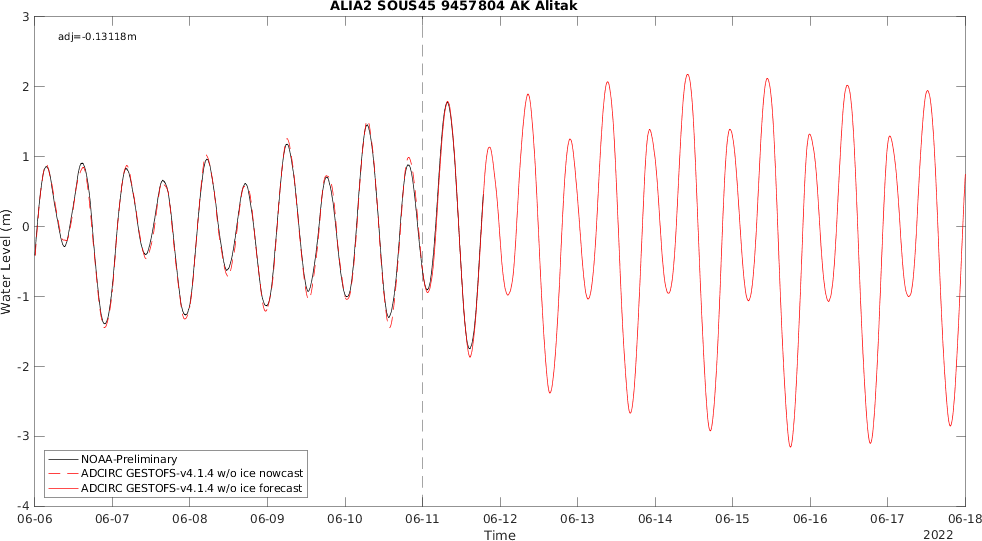 ALIA2 SOUS45 9457804 AK Alitak
adj=-0.13118m
3
2
1
0
-1
-2
-3
-4
Water Level (m)
NOAA-Preliminary
ADCIRC GESTOFS-v4.1.4 w/o ice nowcast
ADCIRC GESTOFS-v4.1.4 w/o ice forecast
06-06 06-07 06-08 06-09 06-10 06-11 06-12 06-13 06-14 06-15 06-16 06-17 06-18
Time
2022